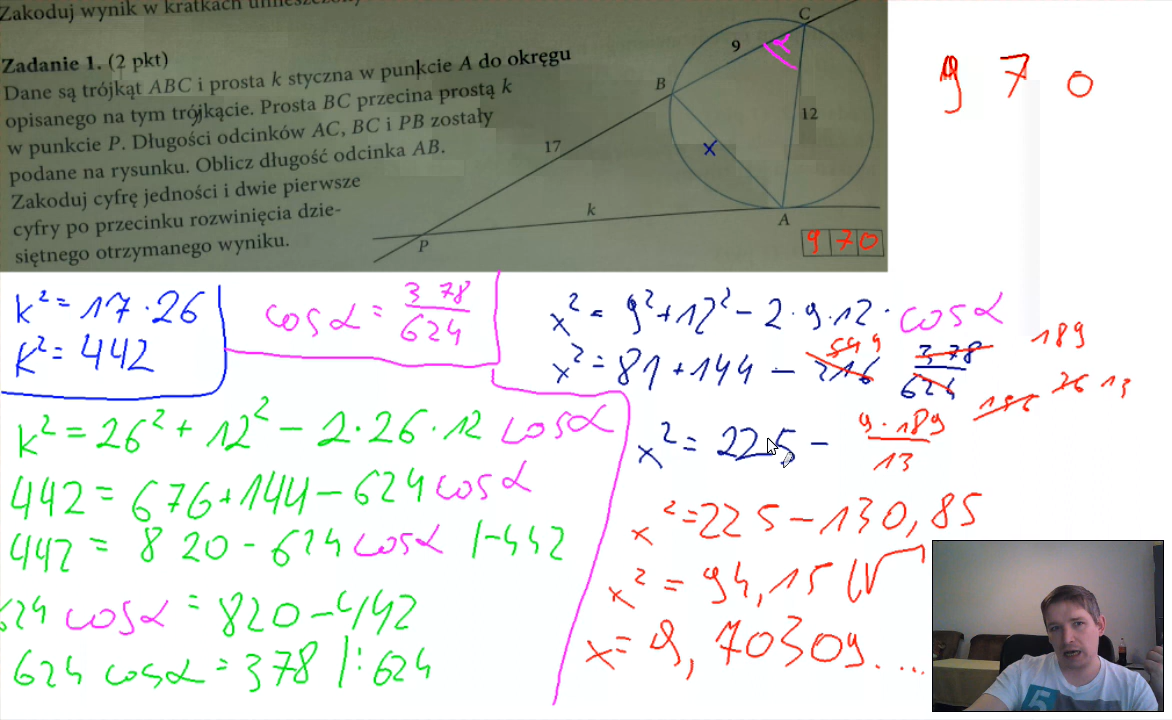 Zakoduj wynik w kratkach
Zadanie 1. (2 pkt)
Dane są trójkąt ABC i prosta k styczna w punkcie A do okręgu
opisanego na tym trójkącie. Prosta BC przecina prostą k
w punkcie P. Długości odcinków AC, BC i PB zostały
podane na rysunku. Oblicz długość odcinka AB.
Zakoduj cyfrę jedności i dwie pierwsze
cyfry po przecinku rozwinięcia dzie-
siętnego otrzymanego wyniku.
C
9 α
B
12
17
x
k
A
P
9 7 0
9 7 0
k² = 17 · 26
k² = 442
cos α = 378/624
k² = 26² + 12² - 2 · 26 · 12 cos α
442 = 676 + 144 - 624 cos α
442 = 820 - 624 cos α /-442
624 cos α = 820 - 442
624 cos α = 378 /: 624
x² = 9² + 12² - 2 · 9 · 12 · cos α
x² = 81 + 144 - 216 378/624
189
26 13
x² = 225 - 9 · 189/13
x² = 225 - 130,85
x² = 94,15 /√
x = 9,70309....
5